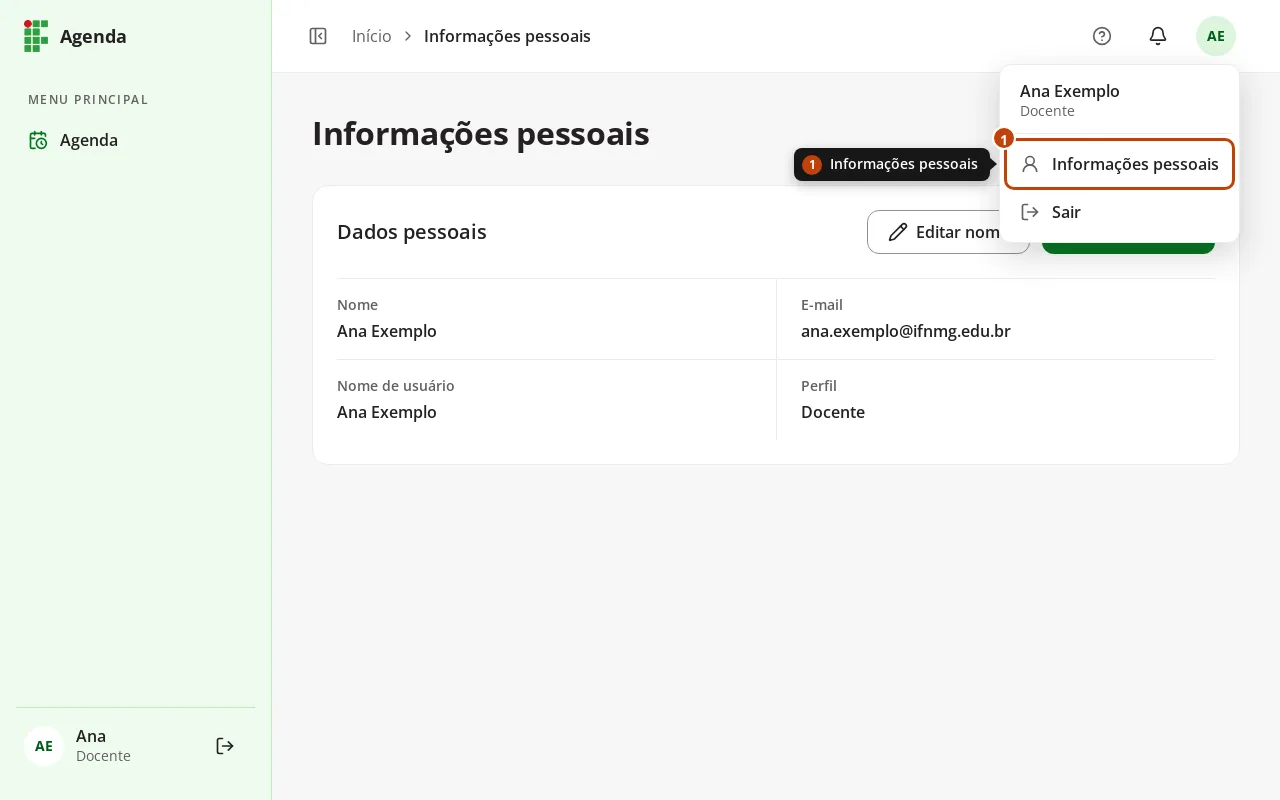 Agenda
MENU PRINCIPAL
Agenda
Início > Informações pessoais
AE
Ana Exemplo
Docente
1
Informações pessoais
1 Informações pessoais
Sair
Informações pessoais
Dados pessoais
Editar nom
Nome
Ana Exemplo
E-mail
ana.exemplo@ifnmg.edu.br
Nome de usuário
Ana Exemplo
Perfil
Docente
AE
Ana
Docente